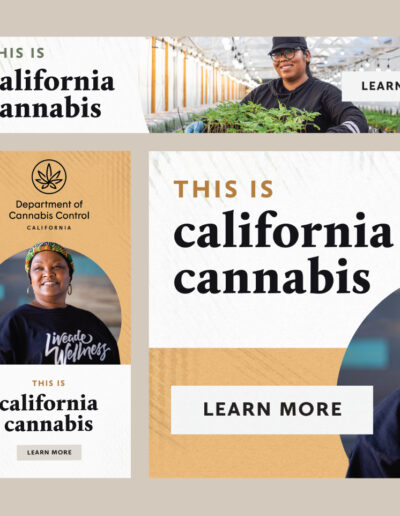 THIS IS
california
cannabis
LEARN
Department of
Cannabis Control
CALIFORNIA
Liveade
Wellness
THIS IS
california
cannabis
LEARN MORE
THIS IS
california
cannabis
LEARN MORE